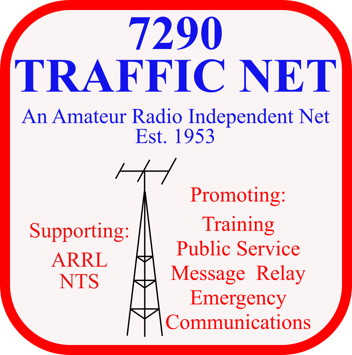 7290
TRAFFIC NET
An Amateur Radio Independent Net
Est. 1953
Supporting:
ARRL
NTS
Promoting:
Training
Public Service
Message Relay
Emergency
Communications